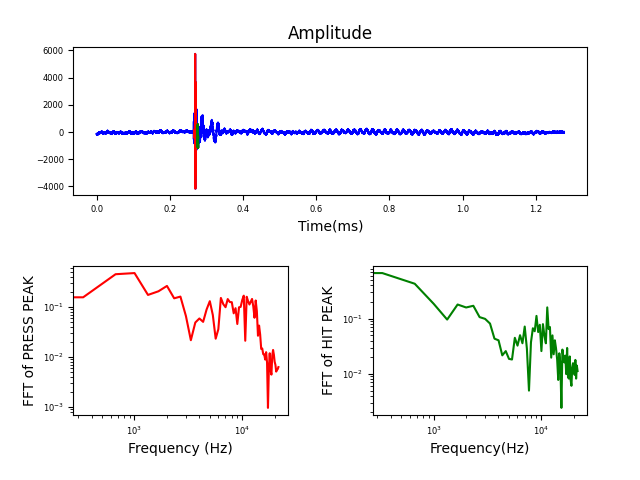 Amplitude
6000
4000
2000
0
−2000
−4000
0.0 0.2 0.4 0.6 0.8 1.0 1.2
Time(ms)
FFT of PRESS PEAK
10⁻¹
10⁻²
10⁻³
10³ 10⁴
Frequency (Hz)
FFT of HIT PEAK
10⁻¹
10⁻²
10³ 10⁴
Frequency(Hz)